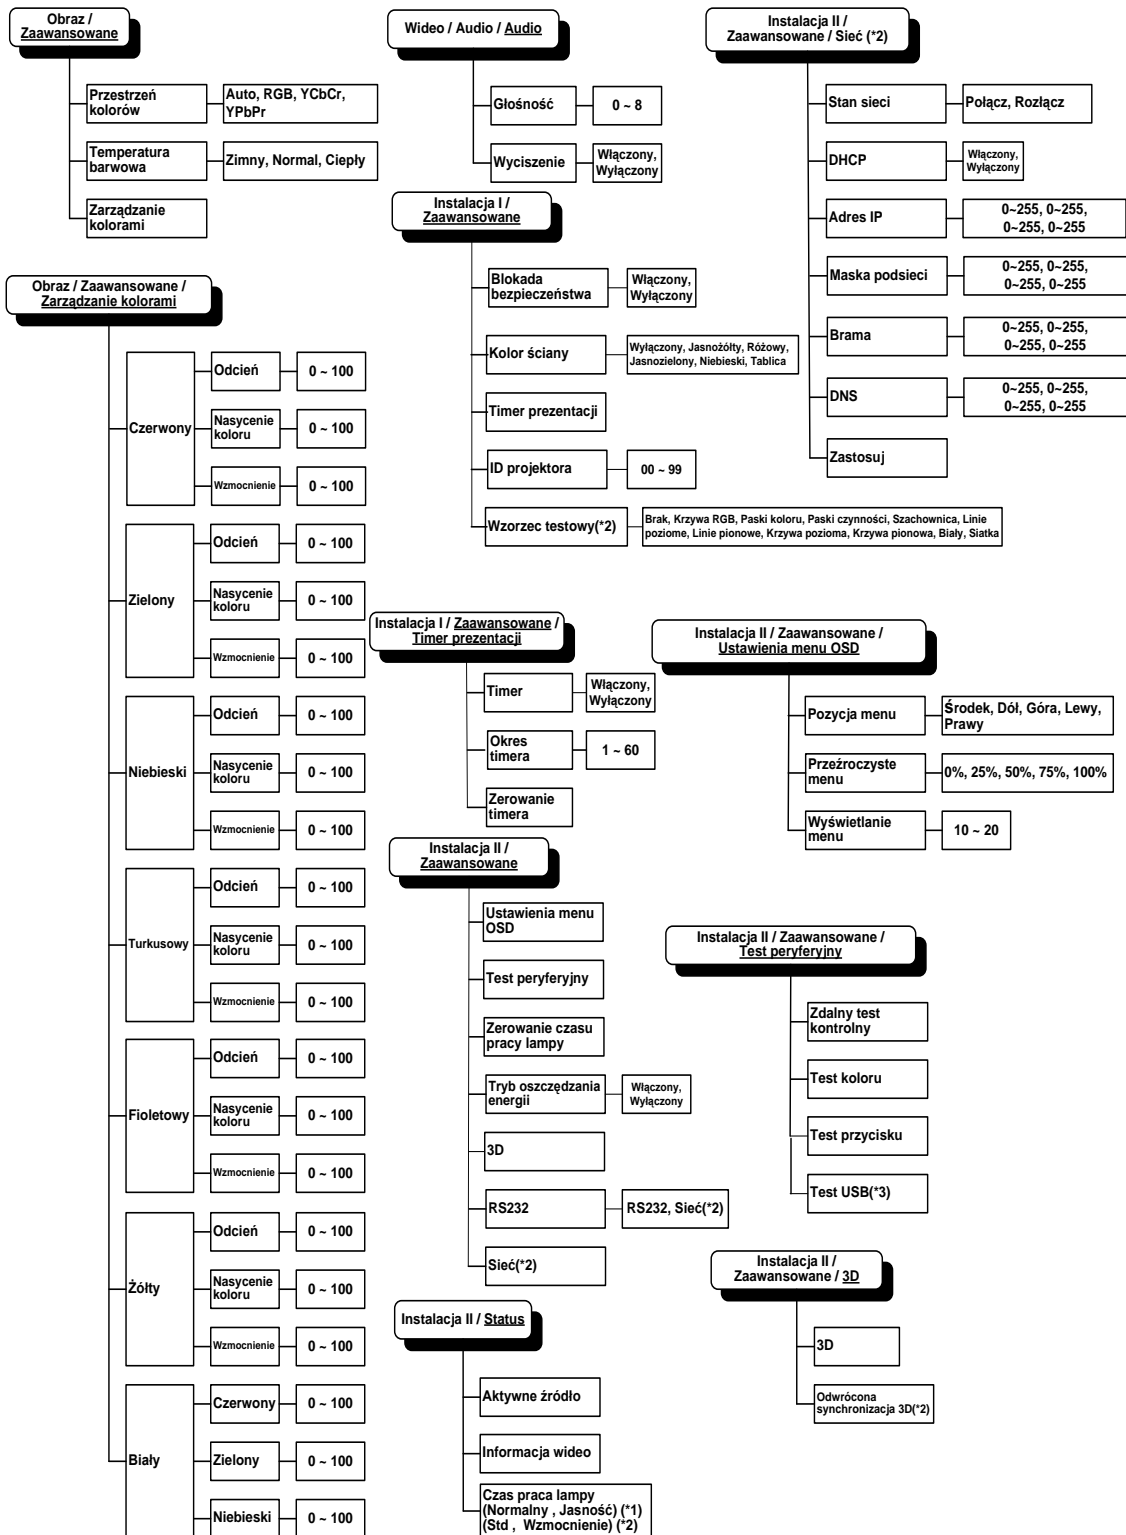 Obraz /
Zaawansowane
Przestrzeń
kolorów
Auto, RGB, YCbCr,
YPbPr
Temperatura
barwowa
Zimny, Normal, Ciepły
Zarządzanie
kolorami
Obraz / Zaawansowane /
Zarządzanie kolorami
Czerwony
Odcień
0 ~ 100
Nasycenie
koloru
0 ~ 100
Wzmocnienie
0 ~ 100
Zielony
Odcień
0 ~ 100
Nasycenie
koloru
0 ~ 100
Wzmocnienie
0 ~ 100
Niebieski
Odcień
0 ~ 100
Nasycenie
koloru
0 ~ 100
Wzmocnienie
0 ~ 100
Turkusowy
Odcień
0 ~ 100
Nasycenie
koloru
0 ~ 100
Wzmocnienie
0 ~ 100
Fioletowy
Odcień
0 ~ 100
Nasycenie
koloru
0 ~ 100
Wzmocnienie
0 ~ 100
Żółty
Odcień
0 ~ 100
Nasycenie
koloru
0 ~ 100
Wzmocnienie
0 ~ 100
Biały
Czerwony
0 ~ 100
Zielony
0 ~ 100
Niebieski
0 ~ 100
Wideo / Audio / Audio
Głośność
0 ~ 8
Wyciszenie
Włączony,
Wyłączony
Instalacja I /
Zaawansowane
Blokada
bezpieczeństwa
Włączony,
Wyłączony
Kolor ściany
Wyłączony, Jasnożółty, Różowy,
Jasnozielony, Niebieski, Tablica
Timer prezentacji
ID projektora
00 ~ 99
Wzorzec testowy(*2)
Brak, Krzywa RGB, Paski koloru, Paski czynności, Szachownica, Linie
poziome, Linie pionowe, Krzywa pozioma, Krzywa pionowa, Biały, Siatka
Instalacja I / Zaawansowane /
Timer prezentacji
Timer
Włączony,
Wyłączony
Okres
timera
1 ~ 60
Zerowanie
timera
Instalacja II /
Zaawansowane
Ustawienia menu
OSD
Test peryferyjny
Zerowanie czasu
pracy lampy
Tryb oszczędzania
energii
Włączony,
Wyłączony
3D
RS232
RS232, Sieć(*2)
Sieć(*2)
Instalacja II / Status
Aktywne źródło
Informacja wideo
Czas praca lampy
(Normalny , Jasność) (*1)
(Std , Wzmocnienie) (*2)
Instalacja II /
Zaawansowane / Sieć (*2)
Stan sieci
Połącz, Rozłącz
DHCP
Włączony,
Wyłączony
Adres IP
0~255, 0~255,
0~255, 0~255
Maska podsieci
0~255, 0~255,
0~255, 0~255
Brama
0~255, 0~255,
0~255, 0~255
DNS
0~255, 0~255,
0~255, 0~255
Zastosuj
Instalacja II / Zaawansowane /
Ustawienia menu OSD
Pozycja menu
Środek, Dół, Góra, Lewy,
Prawy
Przeźroczyste
menu
0%, 25%, 50%, 75%, 100%
Wyświetlanie
menu
10 ~ 20
Instalacja II / Zaawansowane /
Test peryferyjny
Zdalny test
kontrolny
Test koloru
Test przycisku
Test USB(*3)
Instalacja II /
Zaawansowane / 3D
3D
Odwrócona
synchronizacja 3D(*2)